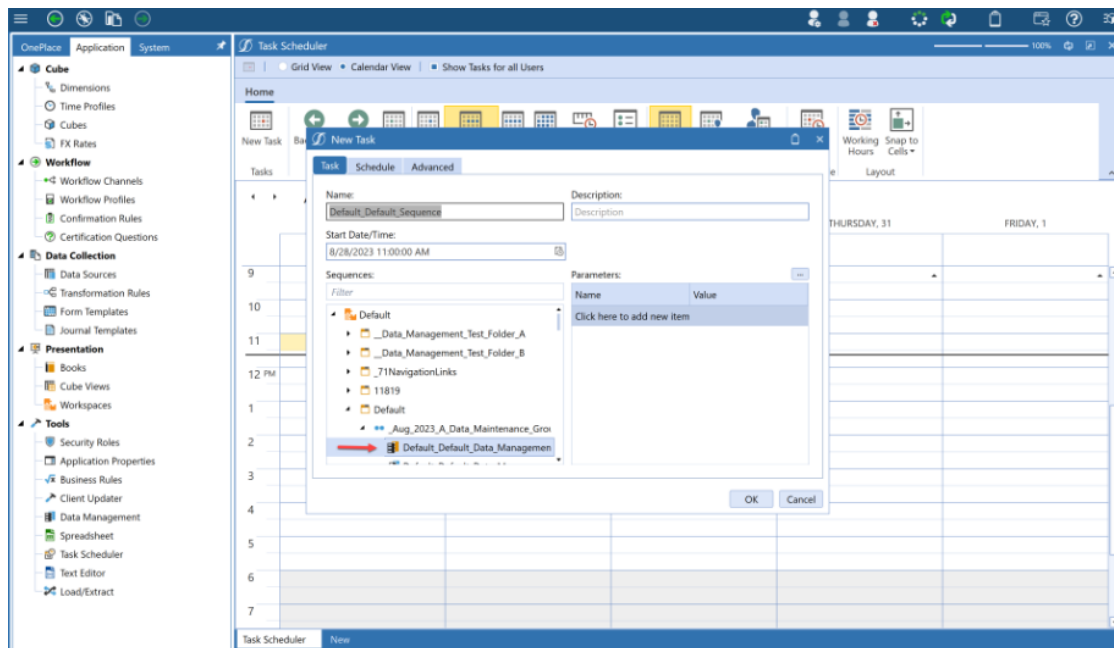 OnePlace Application System
Task Scheduler
100%
Grid View Calendar View Show Tasks for all Users
Home
New Task
Tasks
Working Hours
Snap to Cells
Layout
THURSDAY, 31
FRIDAY, 1
9
10
11
12 PM
1
2
3
4
5
6
7
Cube
Dimensions
Time Profiles
Cubes
FX Rates
Workflow
Workflow Channels
Workflow Profiles
Confirmation Rules
Certification Questions
Data Collection
Data Sources
Transformation Rules
Form Templates
Journal Templates
Presentation
Books
Cube Views
Workspaces
Tools
Security Roles
Application Properties
Business Rules
Client Updater
Data Management
Spreadsheet
Task Scheduler
Text Editor
Load/Extract
New Task
Task Schedule Advanced
Name:
Default_Default_Sequence
Description:
Description
Start Date/Time:
8/28/2023 11:00:00 AM
Sequences:
Filter
Default
__Data_Management_Test_Folder_A
__Data_Management_Test_Folder_B
_71NavigationLinks
11819
Default
_Aug_2023_A_Data_Maintenance_Gro
Default_Default_Data_Managemen
Parameters:
...
Name Value
Click here to add new item
OK Cancel
Task Scheduler New